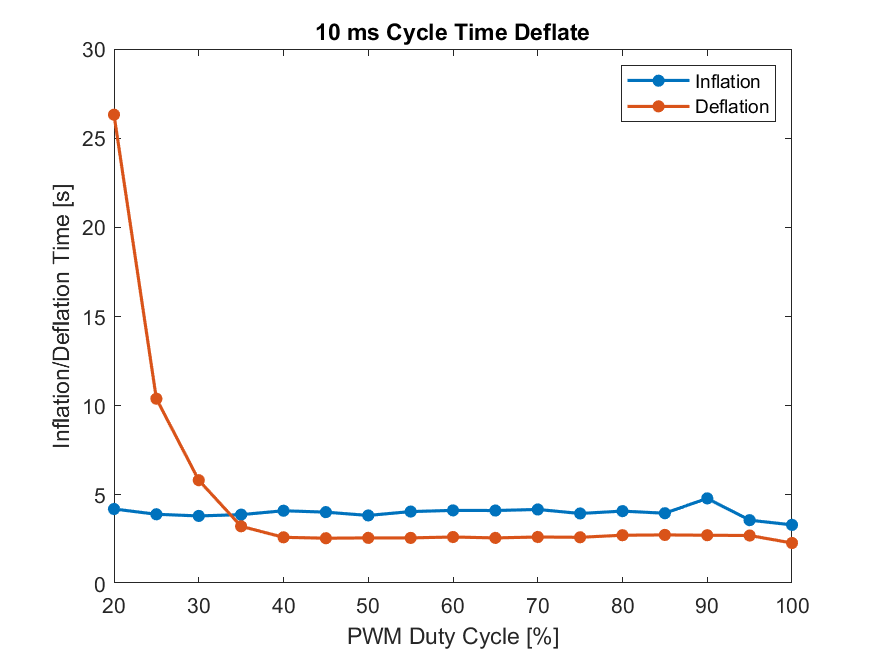 10 ms Cycle Time Deflate
30
25
20
15
10
5
0
Inflation/Deflation Time [s]
Inflation
Deflation
20 30 40 50 60 70 80 90 100
PWM Duty Cycle [%]